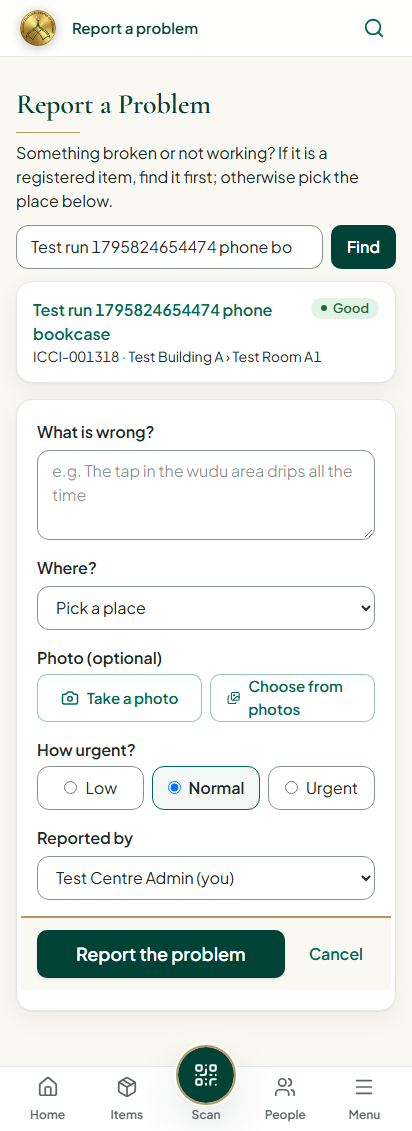 Report a problem
Report a Problem
Something broken or not working? If it is a
registered item, find it first; otherwise pick the
place below.
Test run 1795824654474 phone bo
Find
Test run 1795824654474 phone
bookcase
Good
ICCI-001318 · Test Building A › Test Room A1
What is wrong?
e.g. The tap in the wudu area drips all the
time
Where?
Pick a place
Photo (optional)
Take a photo
Choose from
photos
How urgent?
Low
Normal
Urgent
Reported by
Test Centre Admin (you)
Report the problem
Cancel
Home
Items
Scan
People
Menu